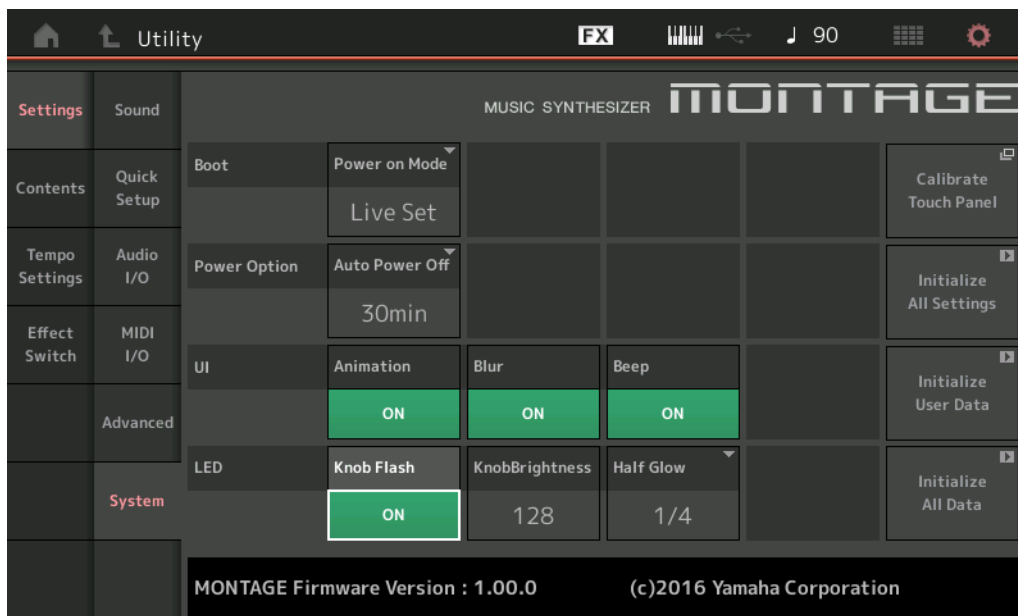 Utility
FX
90
Settings
Sound
MUSIC SYNTHESIZER MONTAGE
Contents
Quick
Setup
Boot
Power on Mode
Live Set
Calibrate
Touch Panel
Tempo
Settings
Audio
I/O
Power Option
Auto Power Off
30min
Initialize
All Settings
Effect
Switch
MIDI
I/O
UI
Animation
ON
Blur
ON
Beep
ON
Initialize
User Data
Advanced
LED
Knob Flash
ON
KnobBrightness
128
Half Glow
1/4
Initialize
All Data
System
MONTAGE Firmware Version : 1.00.0
(c)2016 Yamaha Corporation